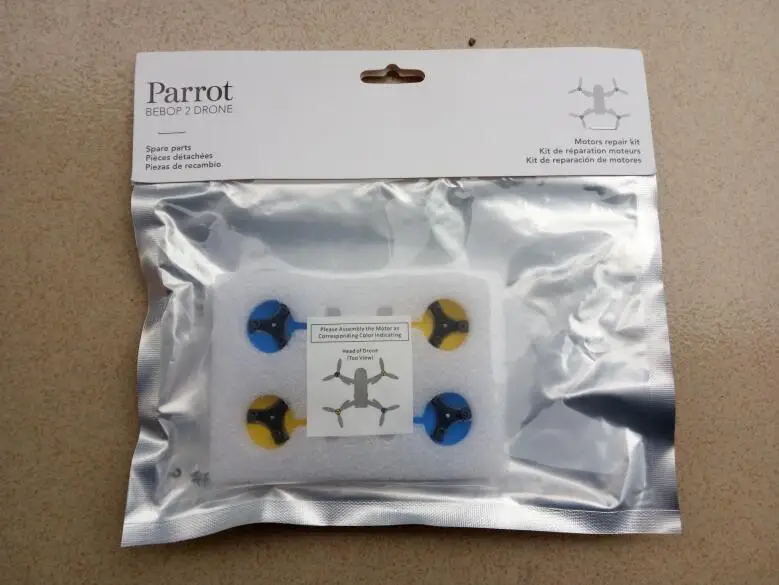 Parrot
BEBOP 2 DRONE
Spare parts
Pièces détachées
Piezas de recambio
Motors repair kit
Kit de réparation moteurs
Kit de reparación de motores
Please Assemble the Motor as
Corresponding Color Indicating
Head of Drone
(Top View)